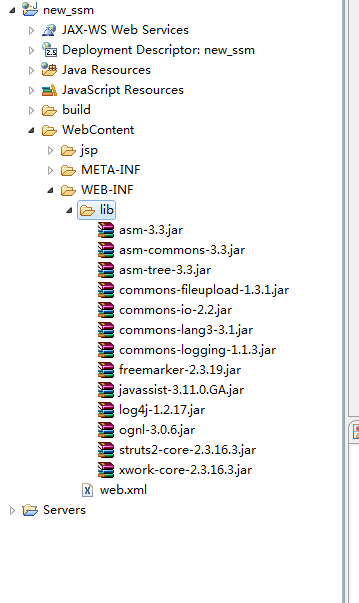 new_ssm
JAX-WS Web Services
Deployment Descriptor: new_ssm
Java Resources
JavaScript Resources
build
WebContent
jsp
META-INF
WEB-INF
lib
asm-3.3.jar
asm-commons-3.3.jar
asm-tree-3.3.jar
commons-fileupload-1.3.1.jar
commons-io-2.2.jar
commons-lang3-3.1.jar
commons-logging-1.1.3.jar
freemarker-2.3.19.jar
javassist-3.11.0.GA.jar
log4j-1.2.17.jar
ognl-3.0.6.jar
struts2-core-2.3.16.3.jar
xwork-core-2.3.16.3.jar
web.xml
Servers